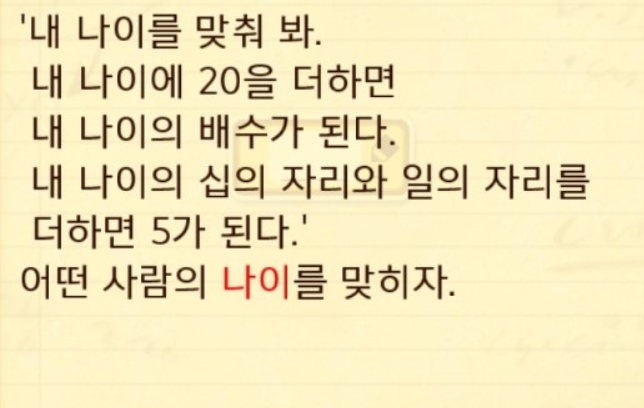 '내 나이를 맞춰 봐.
내 나이에 20을 더하면
내 나이의 배수가 된다.
내 나이의 십의 자리와 일의 자리를
더하면 5가 된다.'
어떤 사람의 나이를 맞히자.